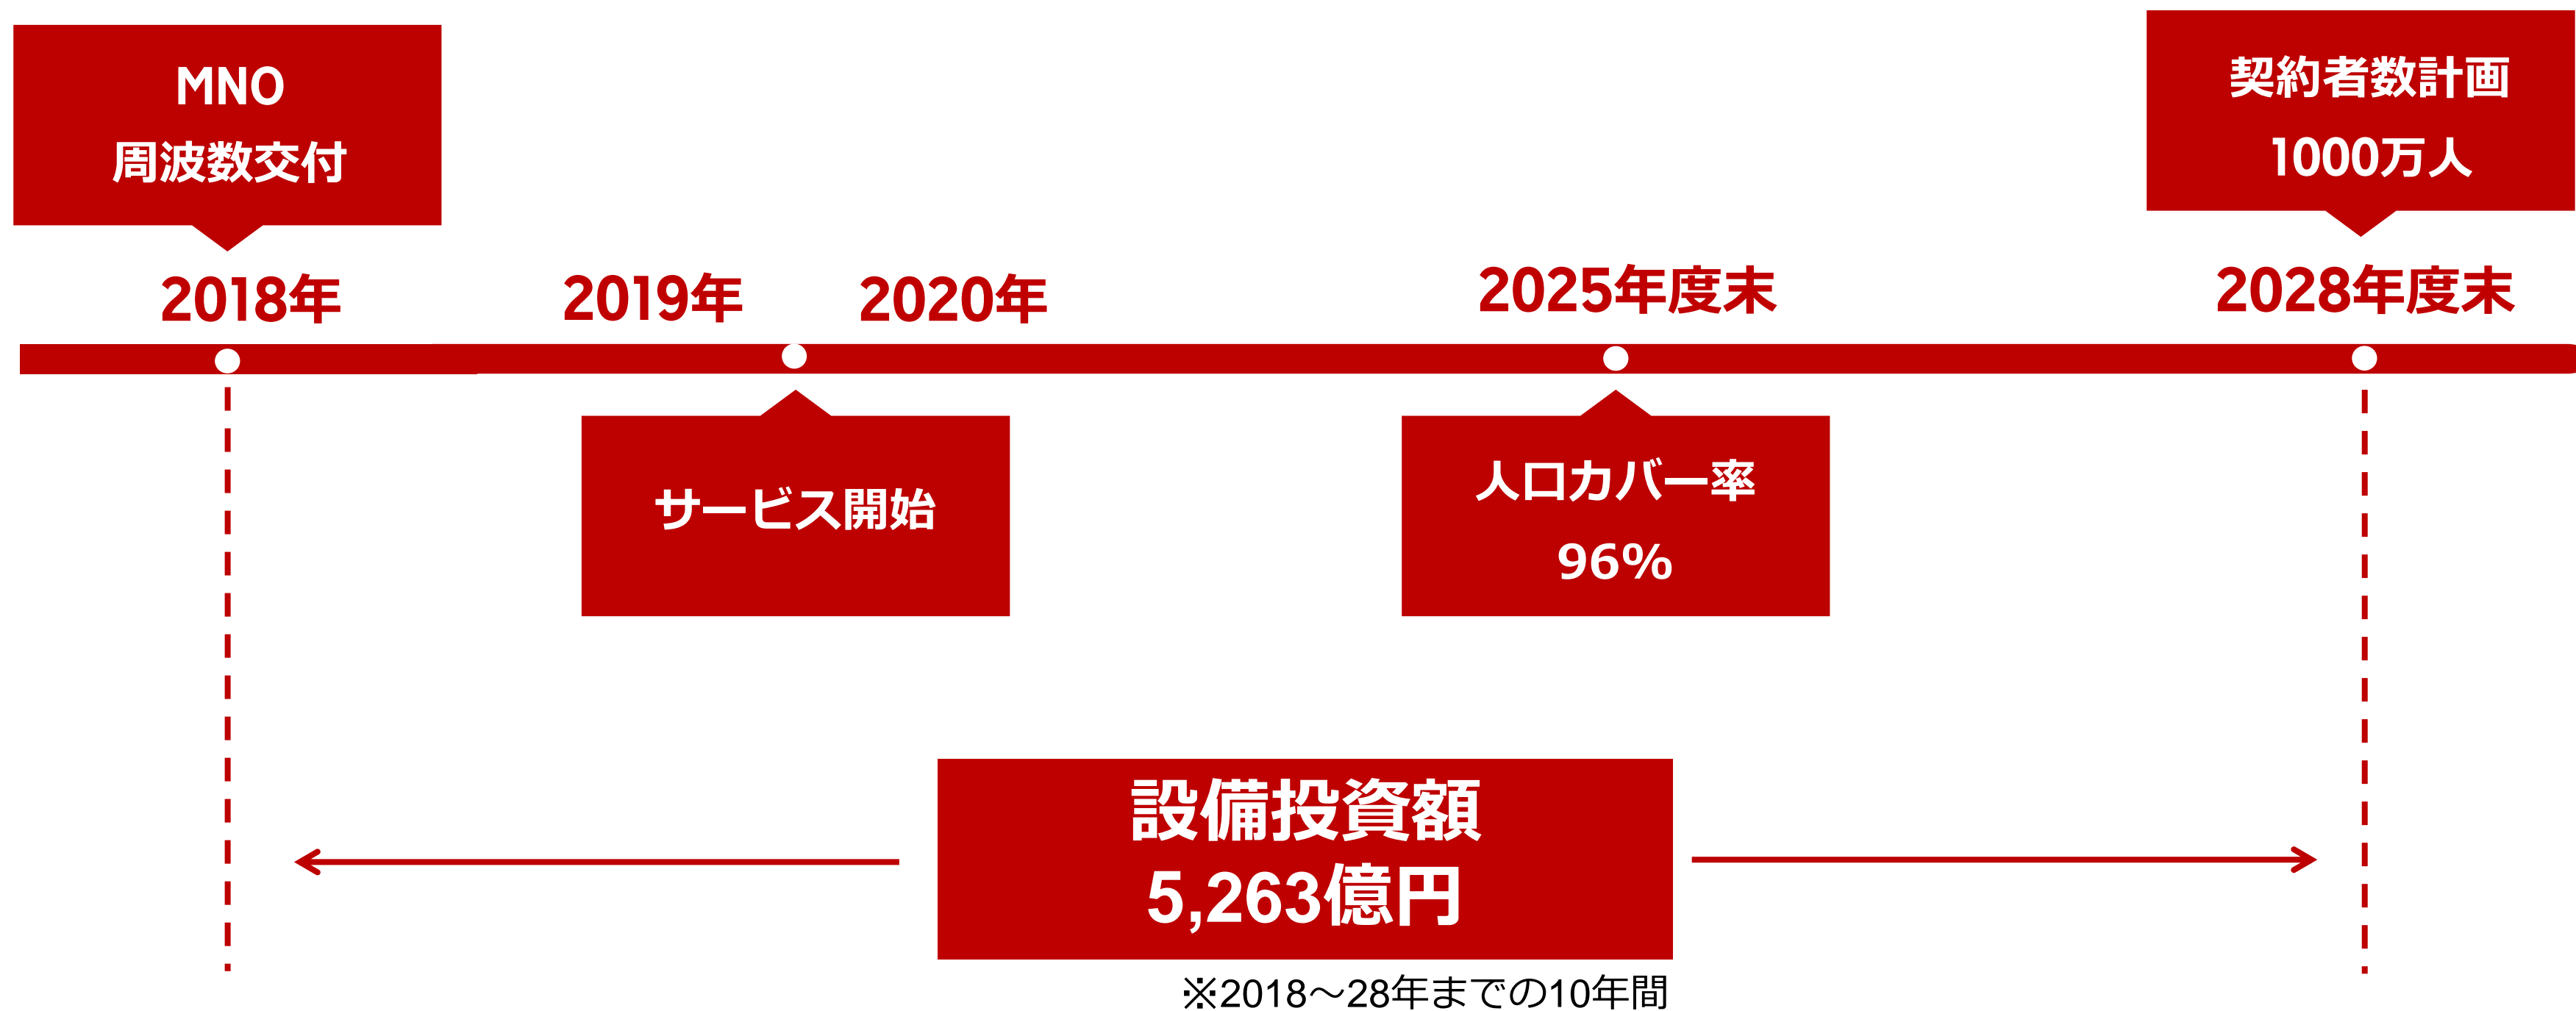 MNO
周波数交付
契約者数計画
1000万人
2018年
2019年
2020年
2025年度末
2028年度末
サービス開始
人口カバー率
96%
設備投資額
5,263億円
※2018～28年までの10年間